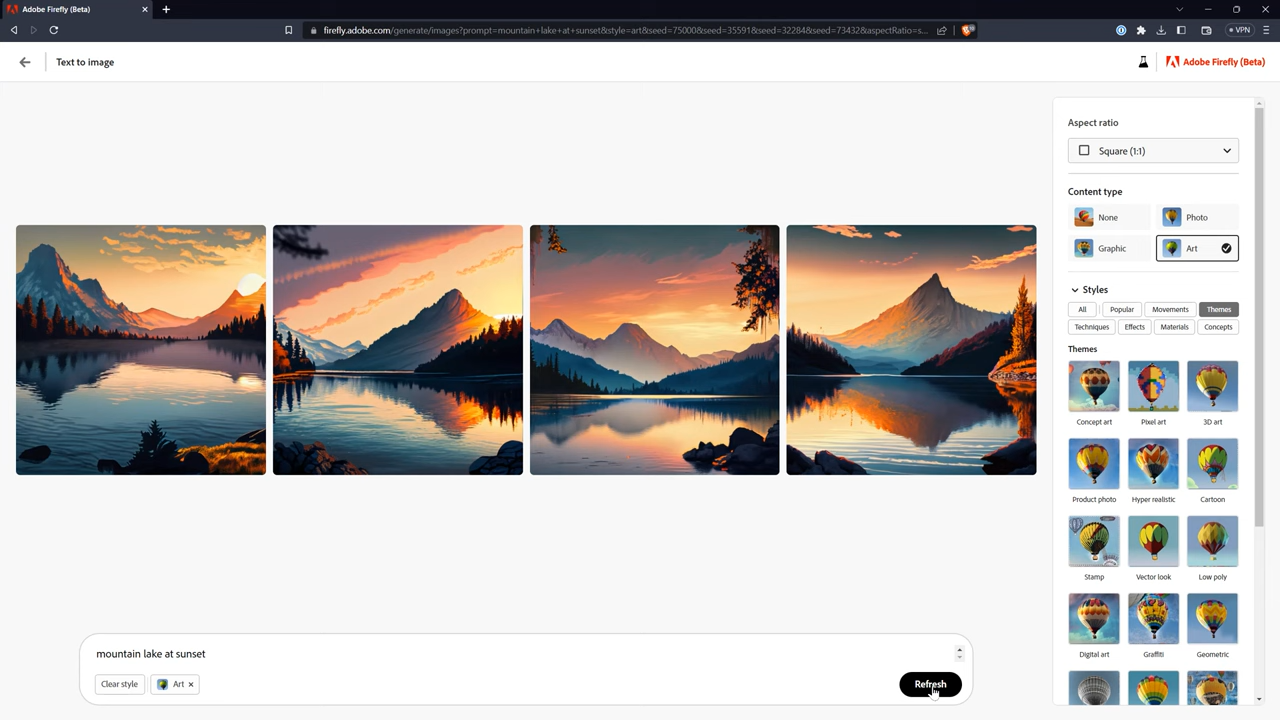 Adobe Firefly (Beta)
firefly.adobe.com/generate/images?prompt=mountain+lake+at+sunset&style=art&seed=75000&seed=35591&seed=32284&seed=73432&aspectRatio=s...
VPN
Text to image
Adobe Firefly (Beta)
Aspect ratio
Square (1:1)
Content type
None
Photo
Graphic
Art
Styles
All
Popular
Movements
Themes
Techniques
Effects
Materials
Concepts
Themes
Concept art
Pixel art
3D art
Product photo
Hyper realistic
Cartoon
Stamp
Vector look
Low poly
Digital art
Graffiti
Geometric
mountain lake at sunset
Clear style
Art
Refresh